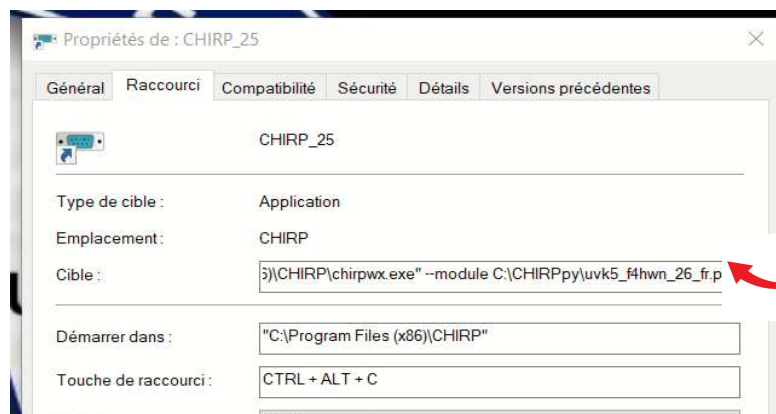 Propriétés de : CHIRP_25
Général Raccourci Compatibilité Sécurité Détails Versions précédentes
CHIRP_25
Type de cible : Application
Emplacement : CHIRP
Cible : 6)\CHIRP\chirpwx.exe" --module C:\CHIRPpy\uvk5_f4hwn_26_fr.p
Démarrer dans : "C:\Program Files (x86)\CHIRP"
Touche de raccourci : CTRL + ALT + C